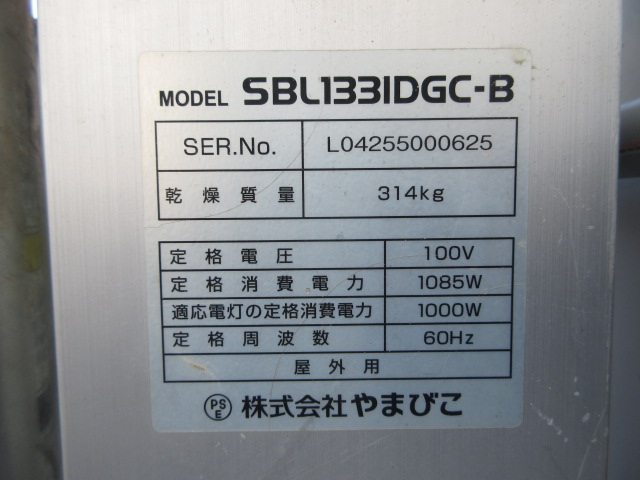 MODEL SBL133IDGC-B
SER.No. L04255000625
乾燥質量 314kg
定格電圧 100V
定格消費電力 1085W
適応電灯の定格消費電力 1000W
定格周波数 60Hz
屋外用
PSE 株式会社やまびこ